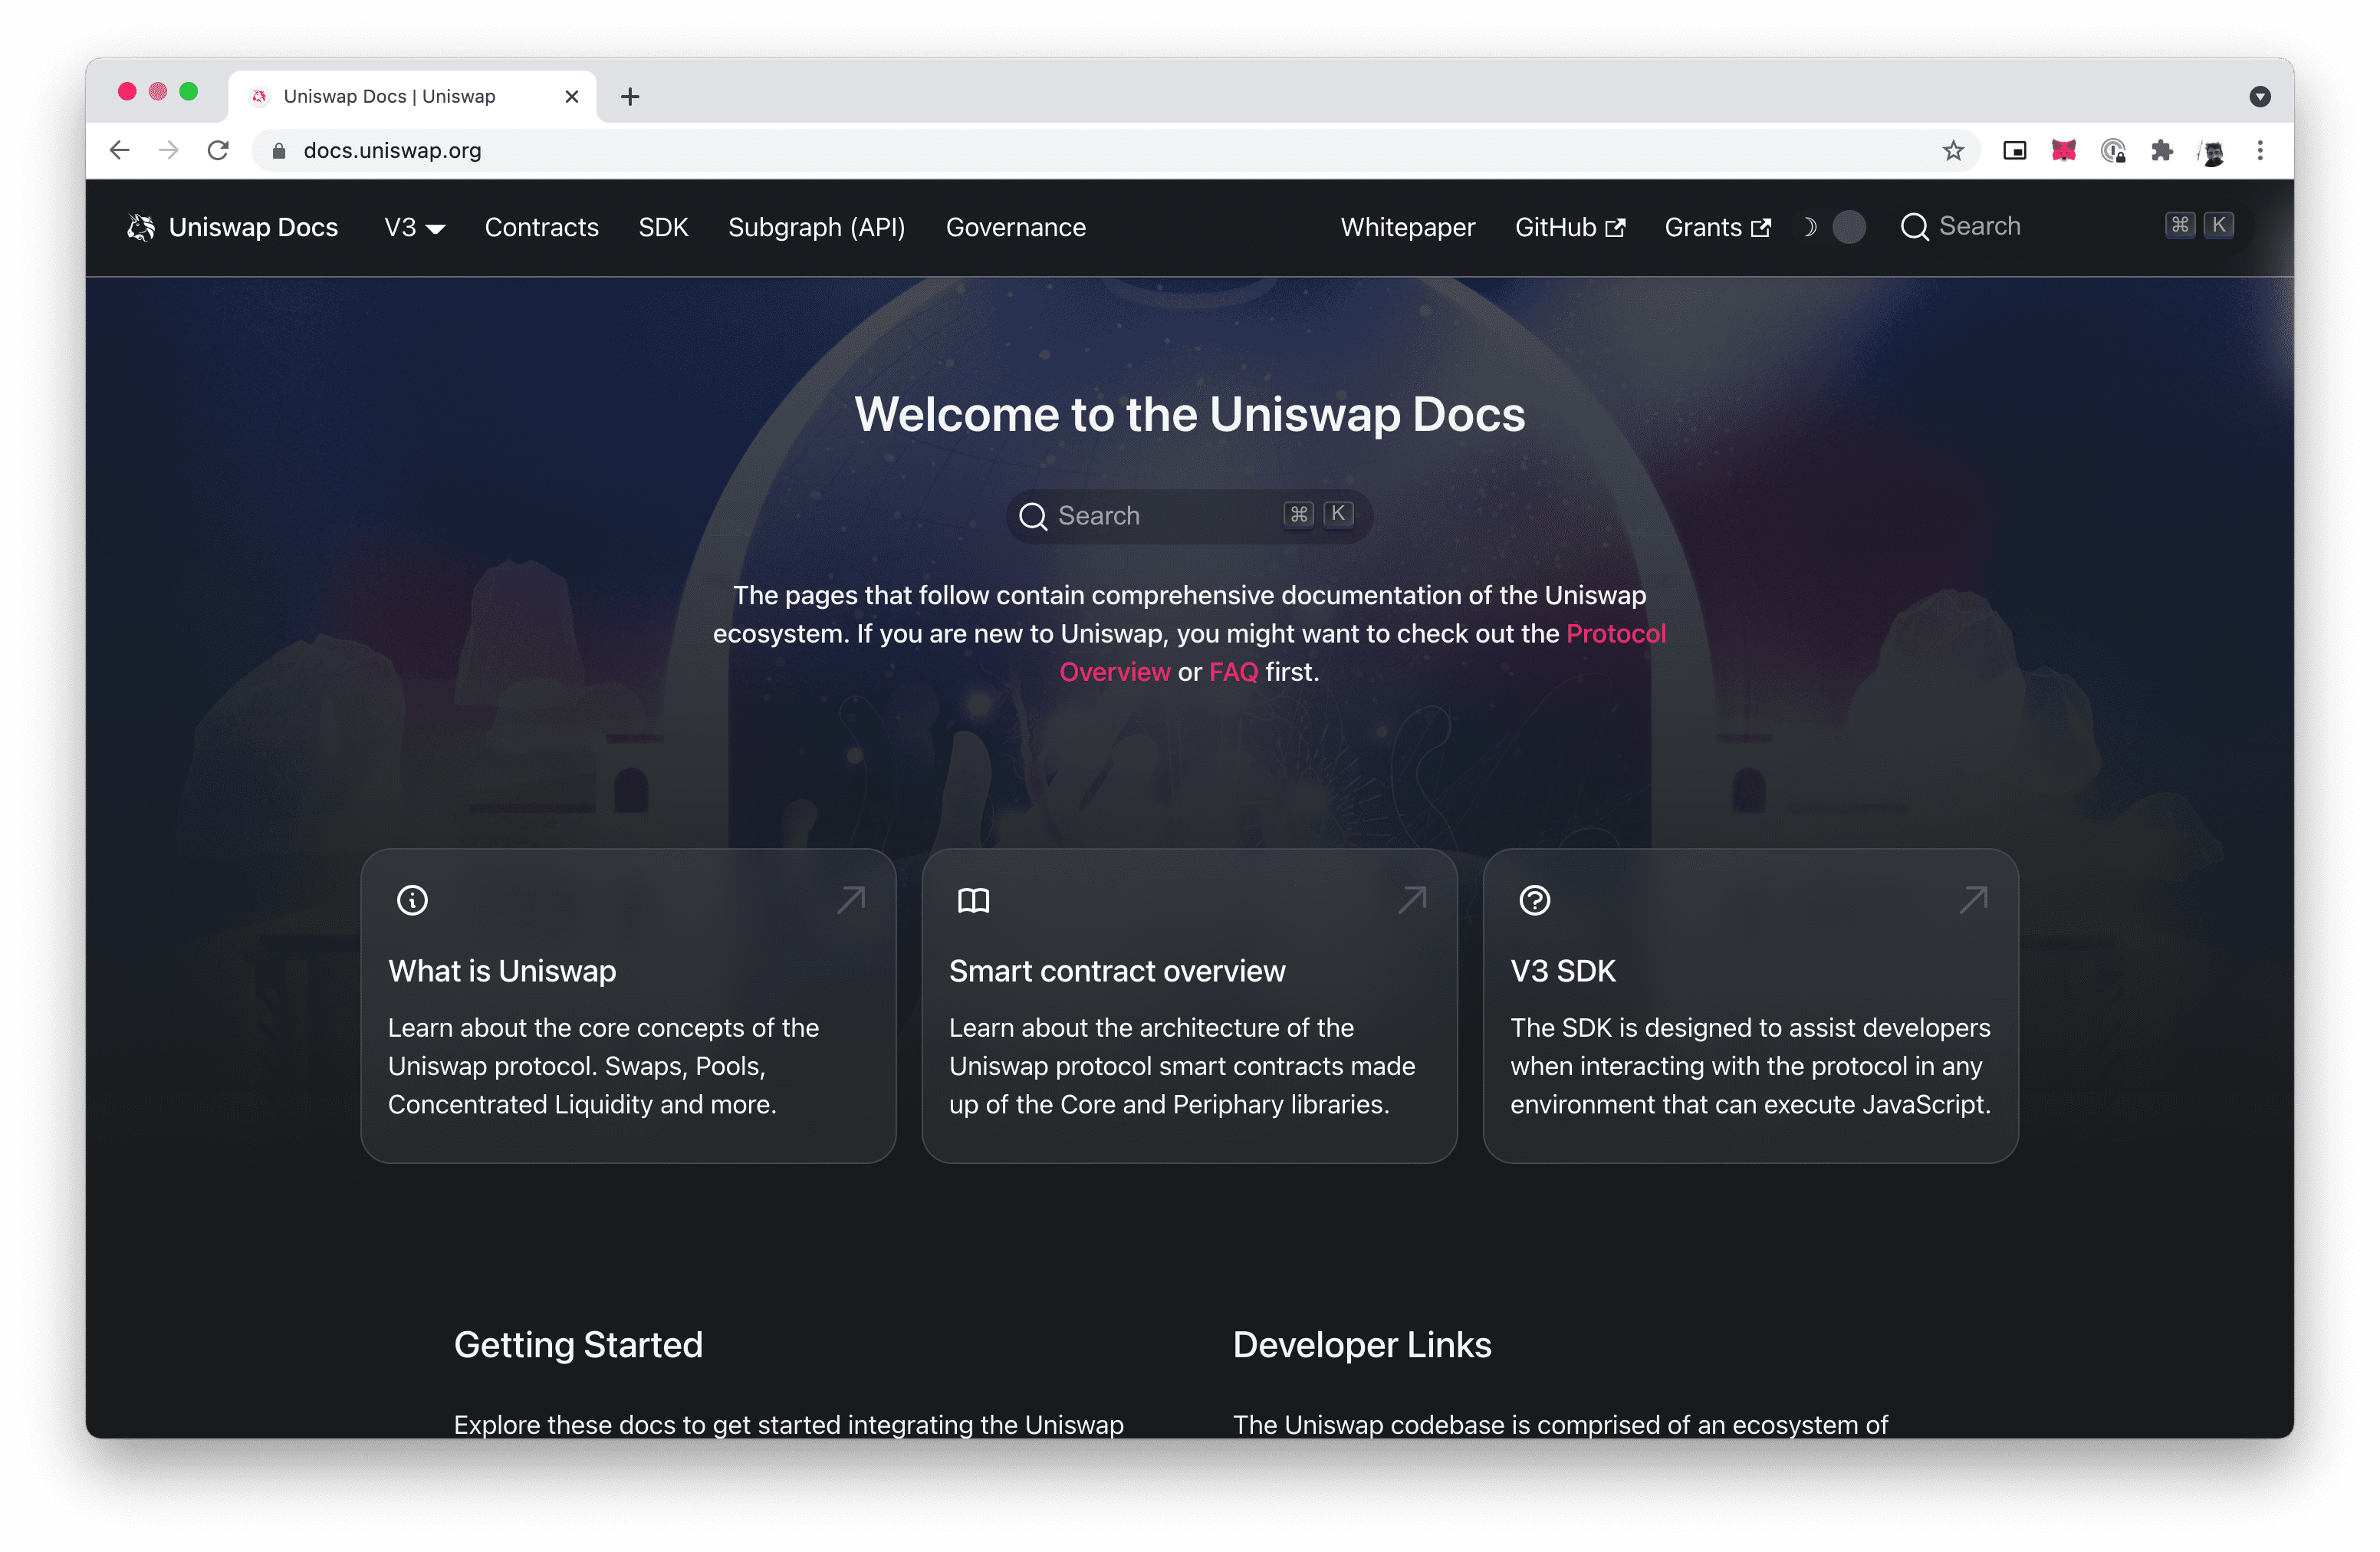 Uniswap Docs | Uniswap
docs.uniswap.org
Uniswap Docs V3 Contracts SDK Subgraph (API) Governance Whitepaper GitHub Grants Search ⌘ K
Welcome to the Uniswap Docs
Search ⌘ K
The pages that follow contain comprehensive documentation of the Uniswap
ecosystem. If you are new to Uniswap, you might want to check out the Protocol
Overview or FAQ first.
What is Uniswap
Learn about the core concepts of the
Uniswap protocol. Swaps, Pools,
Concentrated Liquidity and more.
Smart contract overview
Learn about the architecture of the
Uniswap protocol smart contracts made
up of the Core and Periphary libraries.
V3 SDK
The SDK is designed to assist developers
when interacting with the protocol in any
environment that can execute JavaScript.
Getting Started
Explore these docs to get started integrating the Uniswap
Developer Links
The Uniswap codebase is comprised of an ecosystem of